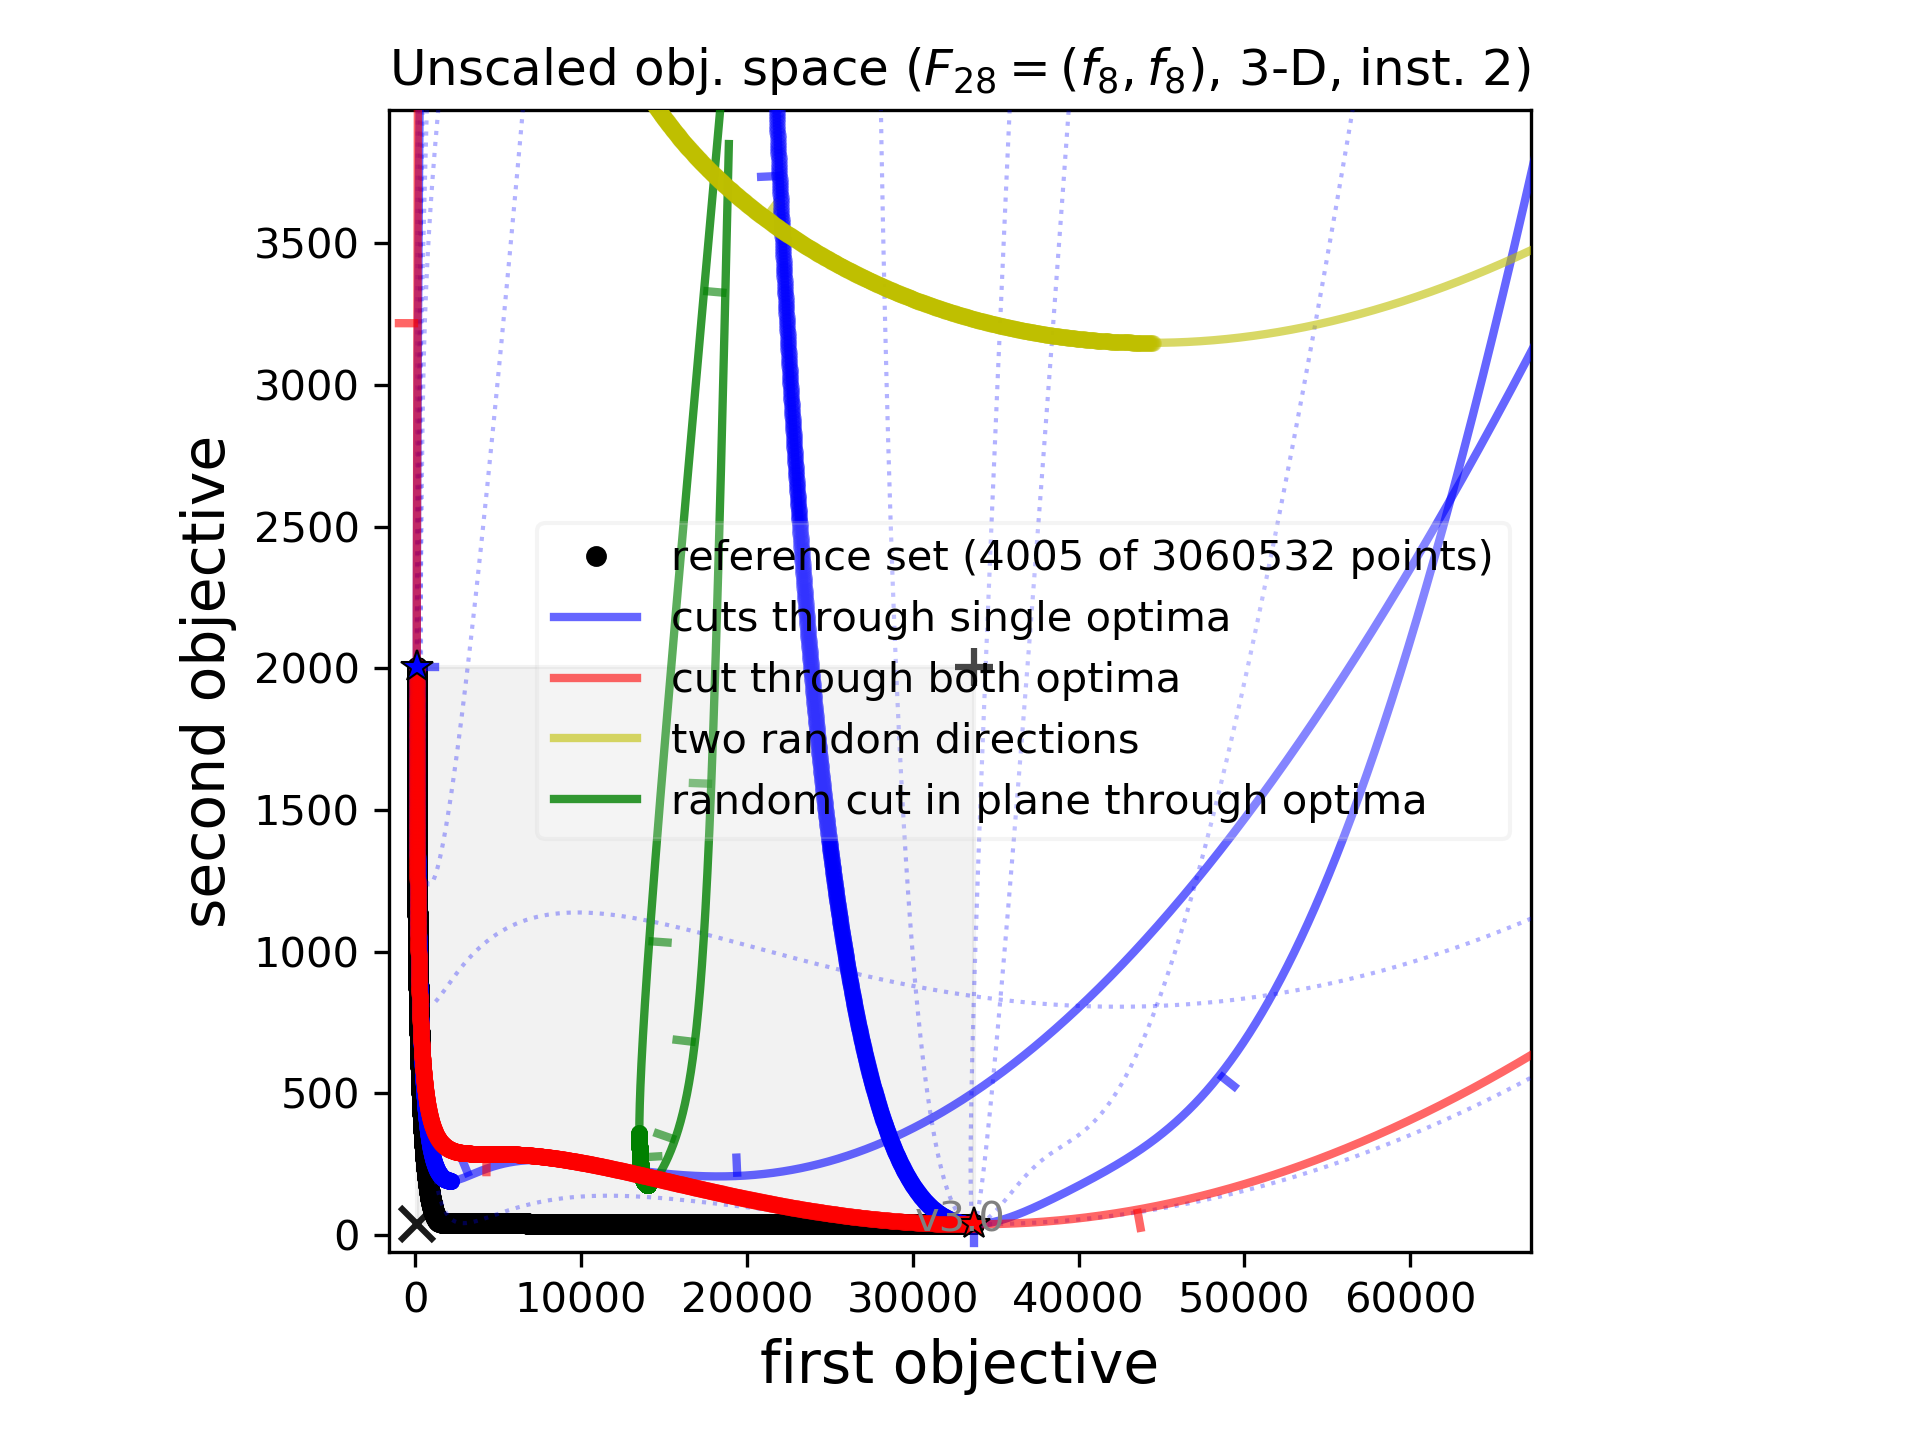 Unscaled obj. space (F₂₈ = (f₈, f₈), 3-D, inst. 2)
second objective
3500
3000
2500
2000
1500
1000
500
0
reference set (4005 of 3060532 points)
cuts through single optima
cut through both optima
two random directions
random cut in plane through optima
v3.0
0 10000 20000 30000 40000 50000 60000
first objective